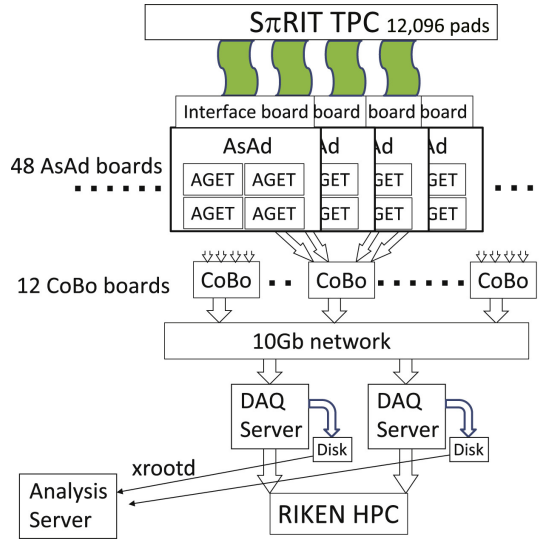 SπRIT TPC 12,096 pads
Interface board board board board
AsAd Ad Ad Ad
48 AsAd boards
AGET AGET GET GET GET
AGET AGET GET GET GET
12 CoBo boards
CoBo CoBo CoBo
10Gb network
DAQ
Server
DAQ
Server
Disk
Disk
xrootd
Analysis
Server
RIKEN HPC